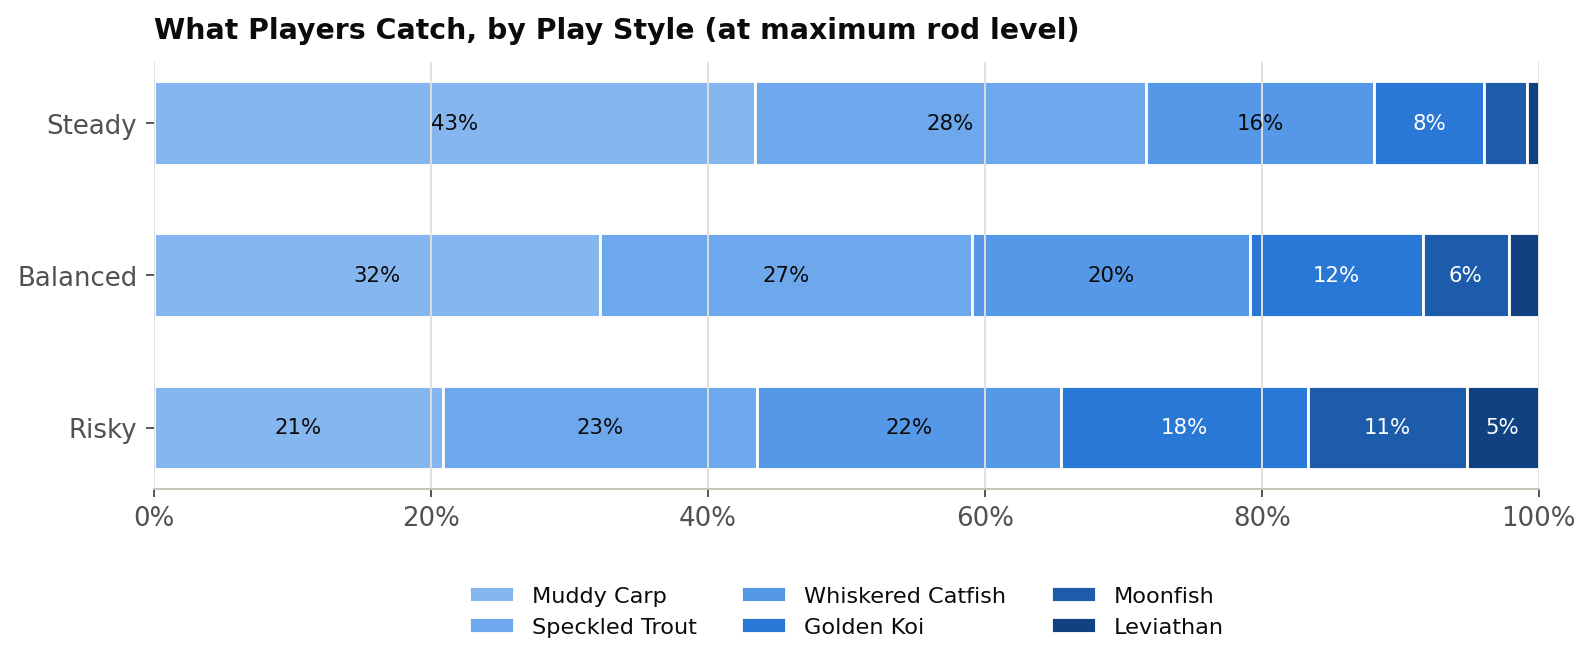 What Players Catch, by Play Style (at maximum rod level)
Steady 43% 28% 16% 8%
Balanced 32% 27% 20% 12% 6%
Risky 21% 23% 22% 18% 11% 5%
0% 20% 40% 60% 80% 100%
Muddy Carp Whiskered Catfish Moonfish
Speckled Trout Golden Koi Leviathan